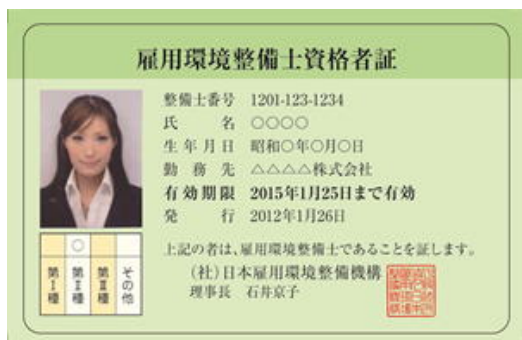 雇用環境整備士資格者証
整備士番号 1201-123-1234
氏名 ○○○○
生年月日 昭和○年○月○日
勤務先 △△△△株式会社
有効期限 2015年1月25日まで有効
発行 2012年1月26日
上記の者は、雇用環境整備士であることを証します。
(社)日本雇用環境整備機構
理事長 石井京子
○
第Ⅰ種 第Ⅱ種 第Ⅲ種 その他